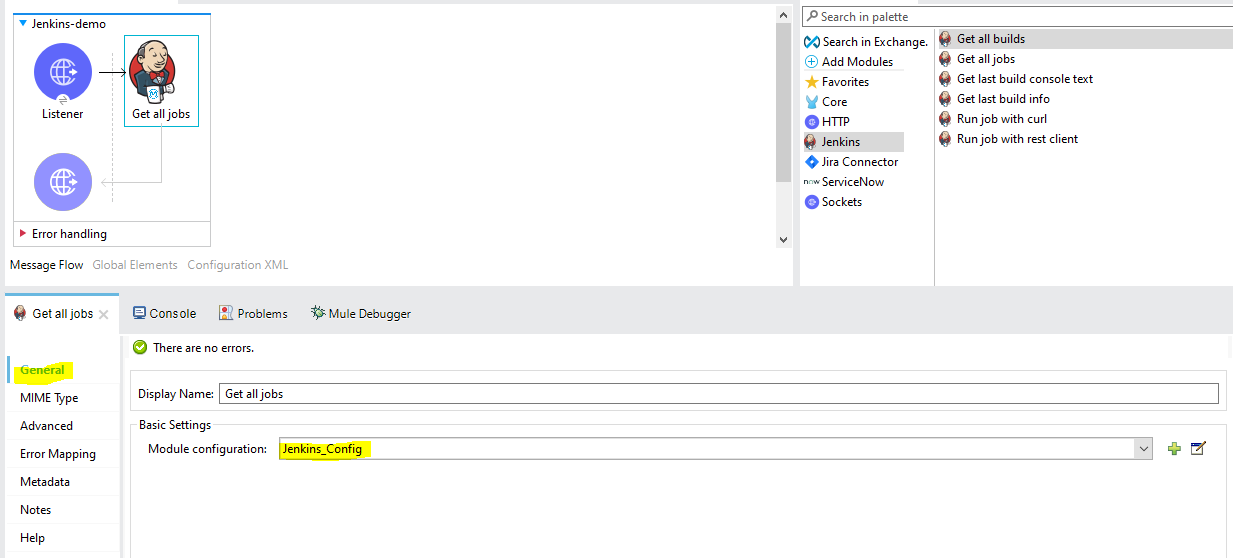 Jenkins-demo
Listener
Get all jobs
Error handling
Message Flow Global Elements Configuration XML
Search in palette
Search in Exchange.
Add Modules
Favorites
Core
HTTP
Jenkins
Jira Connector
now ServiceNow
Sockets
Get all builds
Get all jobs
Get last build console text
Get last build info
Run job with curl
Run job with rest client
Get all jobs Console Problems Mule Debugger
General
MIME Type
Advanced
Error Mapping
Metadata
Notes
Help
There are no errors.
Display Name: Get all jobs
Basic Settings
Module configuration: Jenkins_Config